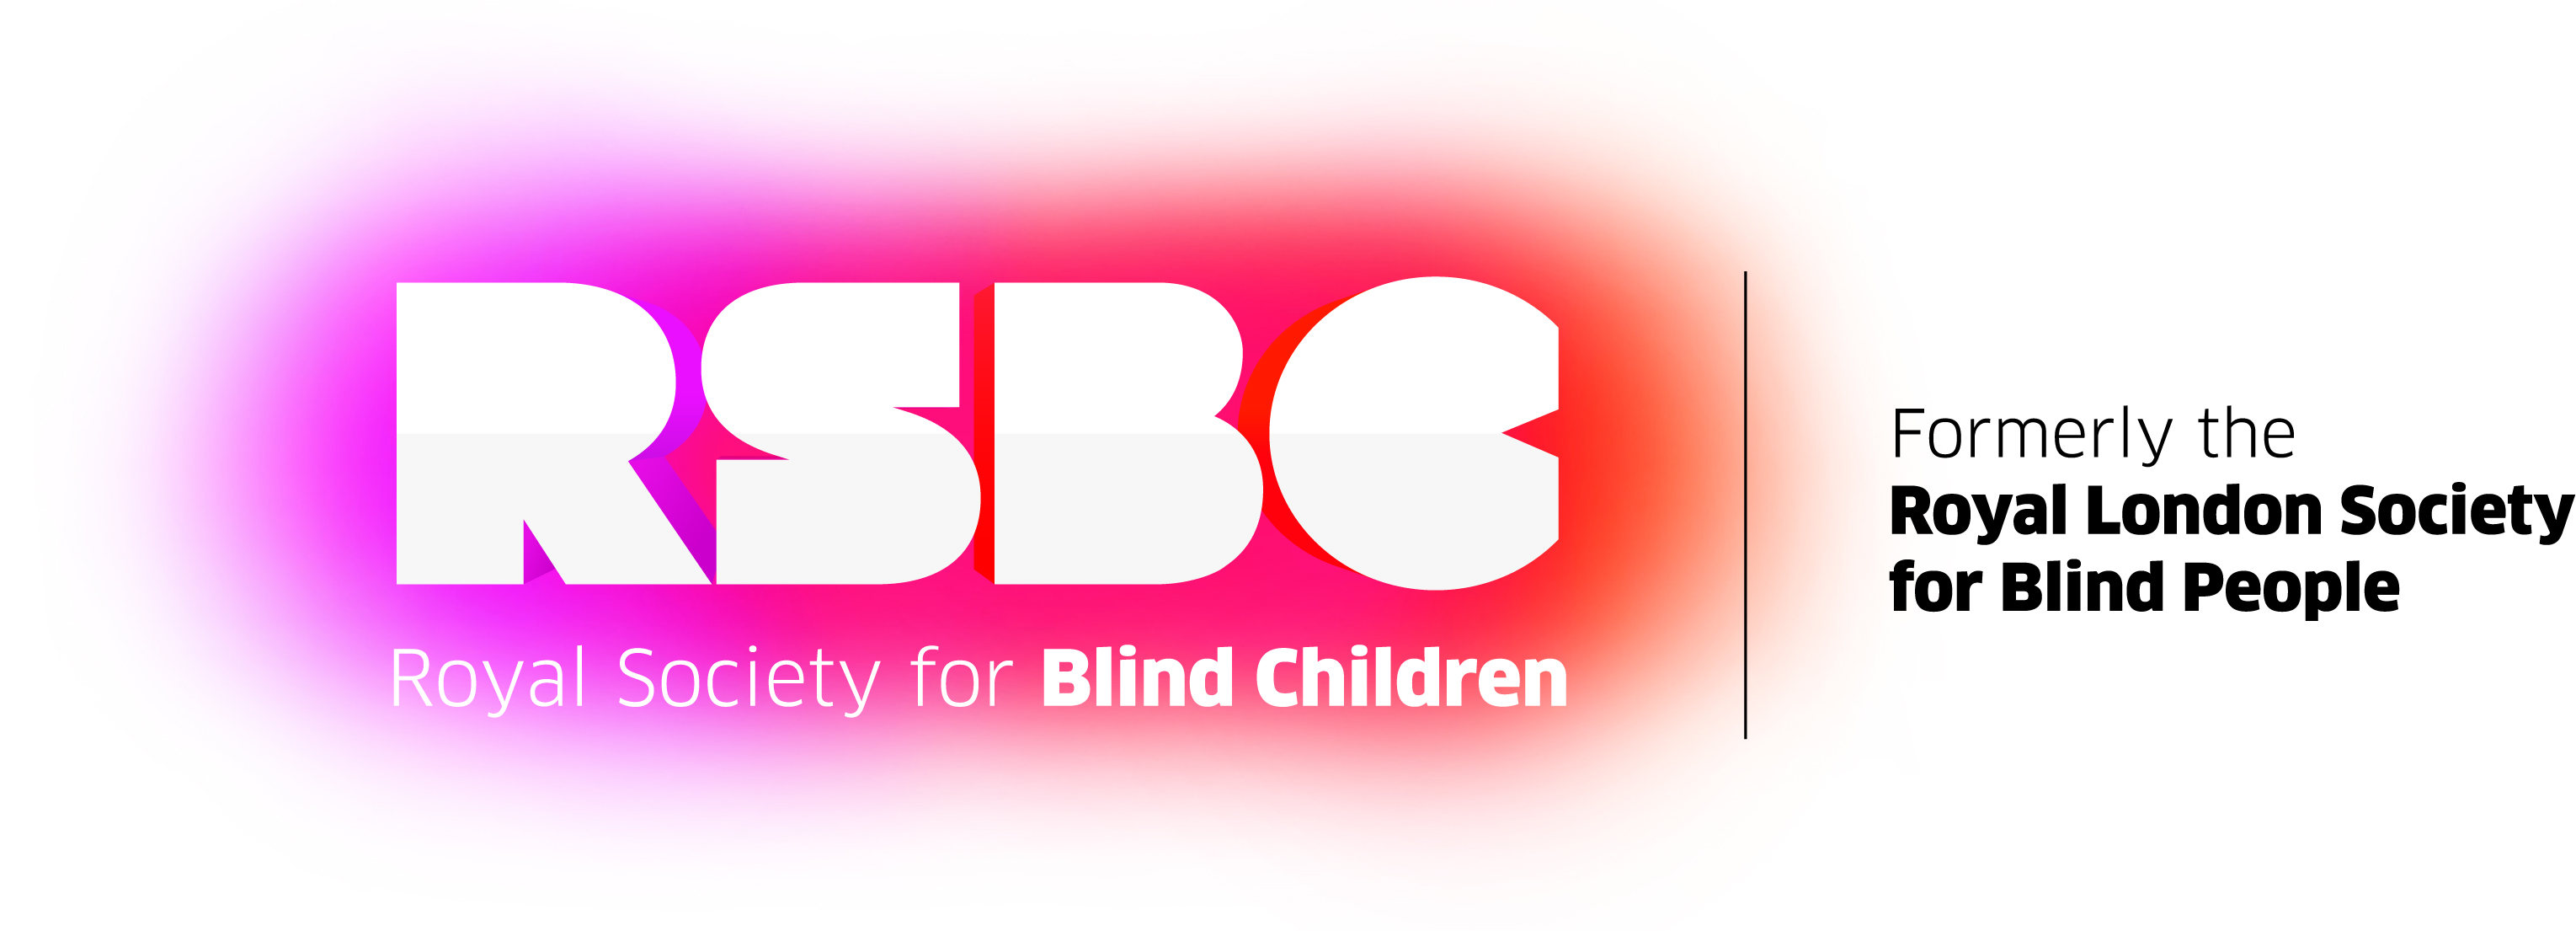 RSBC
Royal Society for Blind Children
Formerly the
Royal London Society
for Blind People